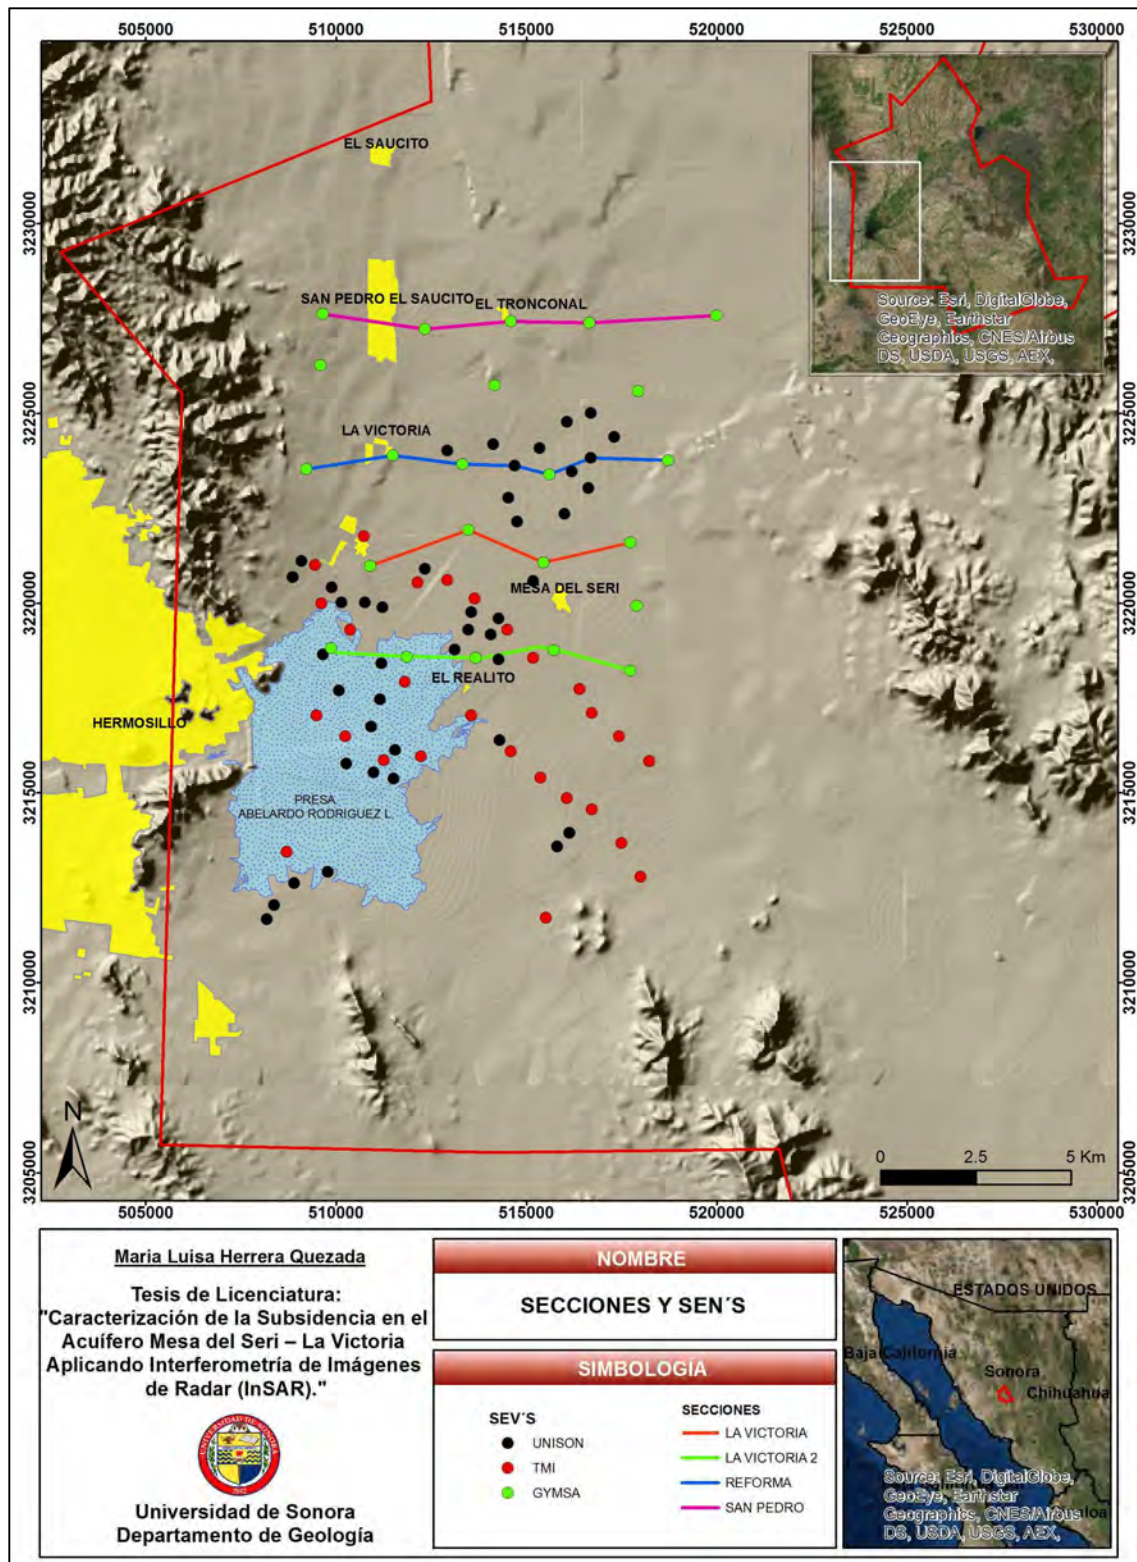 505000 510000 515000 520000 525000 530000
EL SAUCITO
3230000
3230000
SAN PEDRO EL SAUCITO
EL TRONCONAL
Source: Esri, DigitalGlobe,
GeoEye, Earthstar
Geographics, CNES/Airbus
DS, USDA, USGS, AEX,
3225000
3225000
LA VICTORIA
MESA DEL SERI
3220000
3220000
EL REALITO
HERMOSILLO
3215000
3215000
PRESA
ABELARDO RODRIGUEZ L.
3210000
3210000
N
0 2.5 5 Km
3205000
3205000
505000 510000 515000 520000 525000 530000
Maria Luisa Herrera Quezada
Tesis de Licenciatura:
"Caracterización de la Subsidencia en el
Acuífero Mesa del Seri – La Victoria
Aplicando Interferometría de Imágenes
de Radar (InSAR)."
UNIVERSIDAD DE SONORA
1942
Universidad de Sonora
Departamento de Geología
NOMBRE
SECCIONES Y SEN´S
SIMBOLOGÍA
SEV´S
UNISON
TMI
GYMSA
SECCIONES
LA VICTORIA
LA VICTORIA 2
REFORMA
SAN PEDRO
ESTADOS UNIDOS
Baja California
Sonora
Chihuahua
Source: Esri, DigitalGlobe,
GeoEye, Earthstar
Geographics, CNES/Airbus
DS, USDA, USGS, AEX,